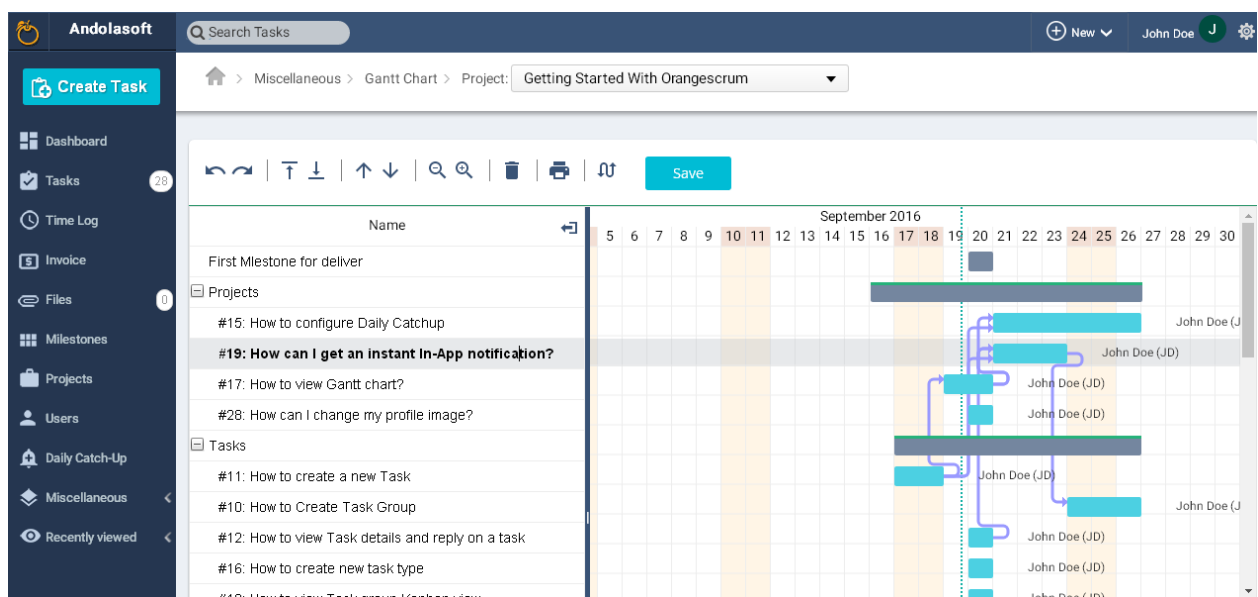 Andolasoft
Search Tasks
New
John Doe J
Create Task
Miscellaneous > Gantt Chart > Project: Getting Started With Orangescrum
Dashboard
Tasks 28
Time Log
Invoice
Files 0
Milestones
Projects
Users
Daily Catch-Up
Miscellaneous
Recently viewed
Save
Name
September 2016
5 6 7 8 9 10 11 12 13 14 15 16 17 18 19 20 21 22 23 24 25 26 27 28 29 30
First Mlestone for deliver
Projects
#15: How to configure Daily Catchup
John Doe (J
#19: How can I get an instant In-App notification?
John Doe (JD)
#17: How to view Gantt chart?
John Doe (JD)
#28: How can I change my profile image?
John Doe (JD)
Tasks
#11: How to create a new Task
John Doe (JD)
#10: How to Create Task Group
John Doe (J
#12: How to view Task details and reply on a task
John Doe (JD)
#16: How to create new task type
John Doe (JD)